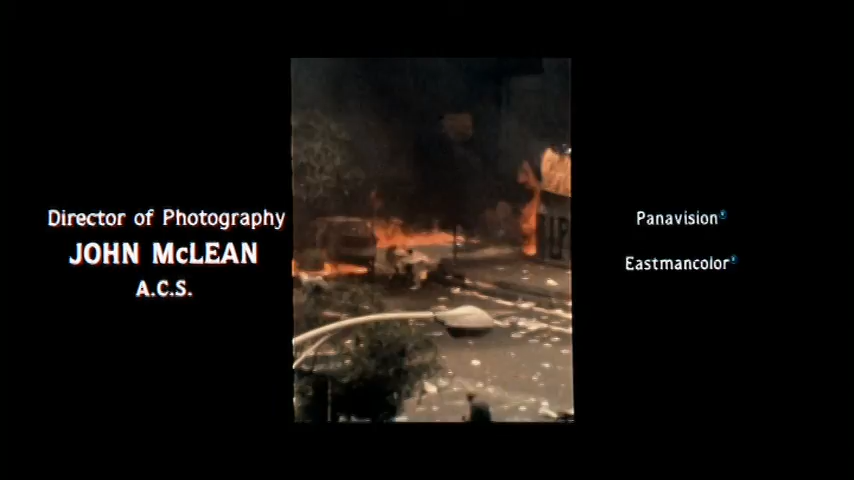 Director of Photography
JOHN McLEAN
A.C.S.
Panavision®
Eastmancolor®